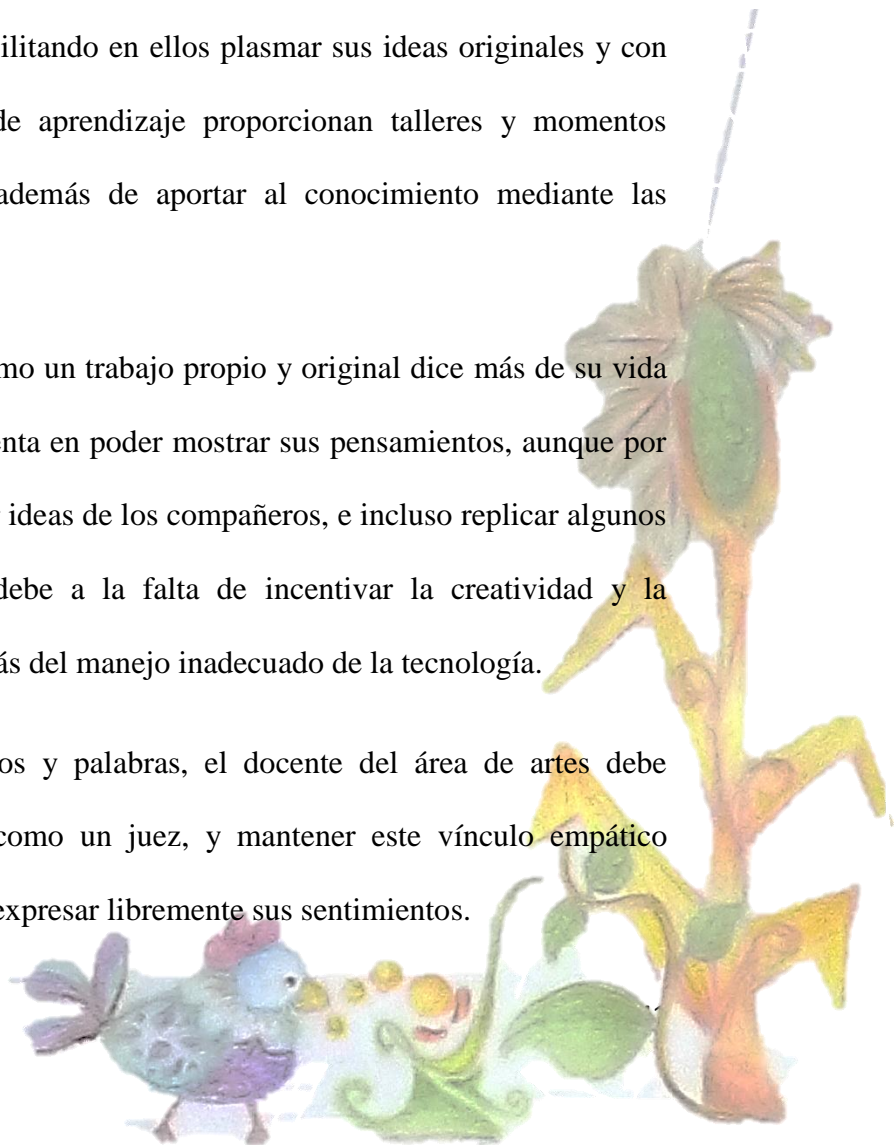 ilitando en ellos plasmar sus ideas originales y con
de aprendizaje proporcionan talleres y momentos
además de aportar al conocimiento mediante las
mo un trabajo propio y original dice más de su vida
enta en poder mostrar sus pensamientos, aunque por
ideas de los compañeros, e incluso replicar algunos
debe a la falta de incentivar la creatividad y la
ás del manejo inadecuado de la tecnología.
os y palabras, el docente del área de artes debe
como un juez, y mantener este vínculo empático
expresar libremente sus sentimientos.